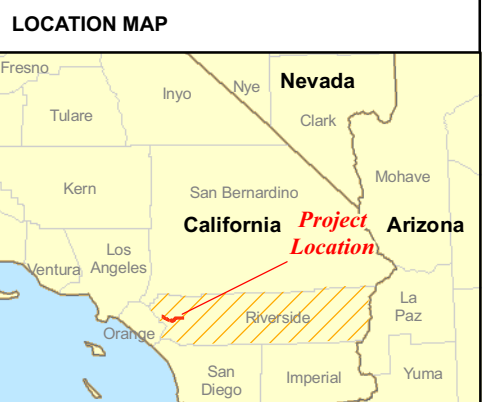 LOCATION MAP
Fresno
Inyo
Nye
Nevada
Tulare
Clark
Mohave
Kern
San Bernardino
California
Project
Location
Arizona
Los
Angeles
Ventura
La
Paz
Riverside
Orange
San
Diego
Imperial
Yuma